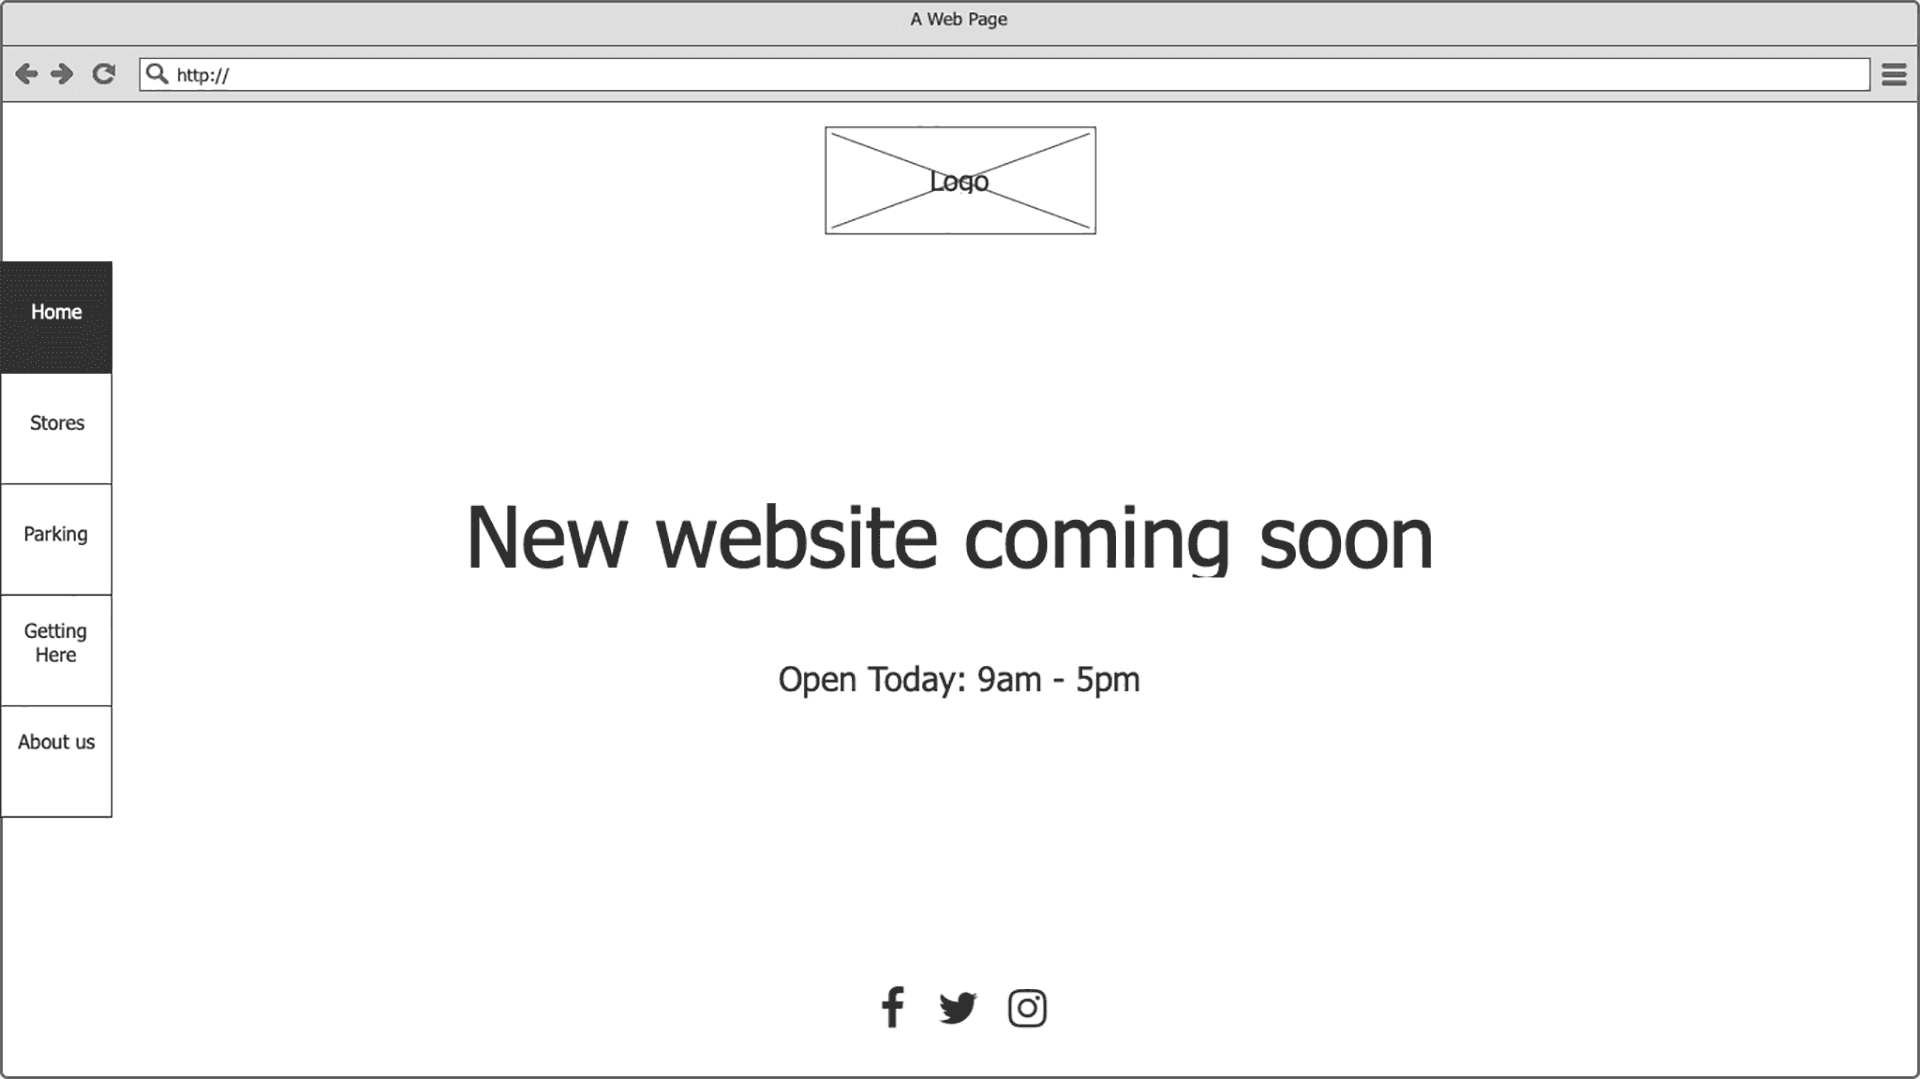 A Web Page
http://
Logo
Home
Stores
Parking
Getting
Here
About us
New website coming soon
Open Today: 9am - 5pm